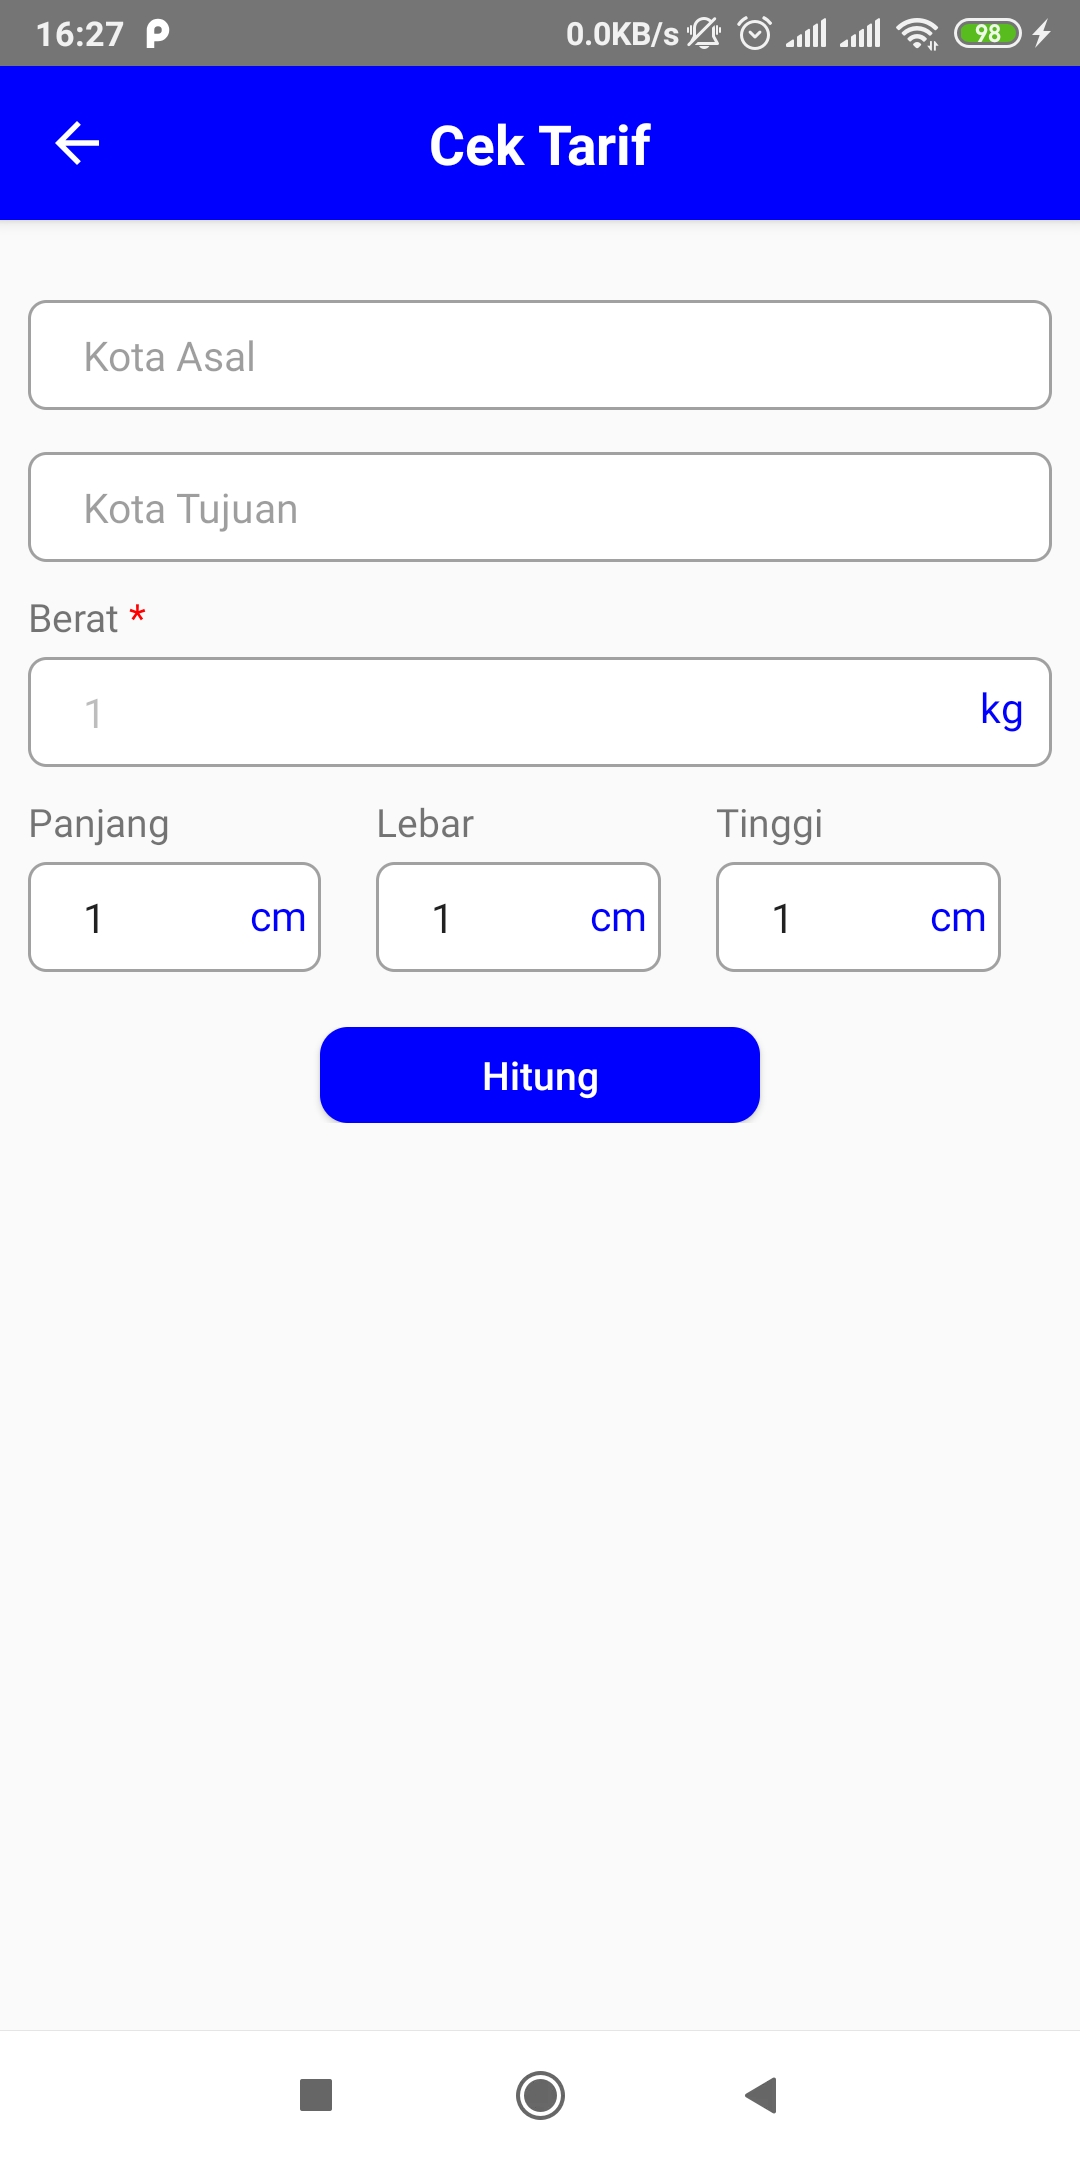 16:27 0.0KB/s 98
Cek Tarif
Kota Asal
Kota Tujuan
Berat *
1 kg
Panjang Lebar Tinggi
1 cm 1 cm 1 cm
Hitung